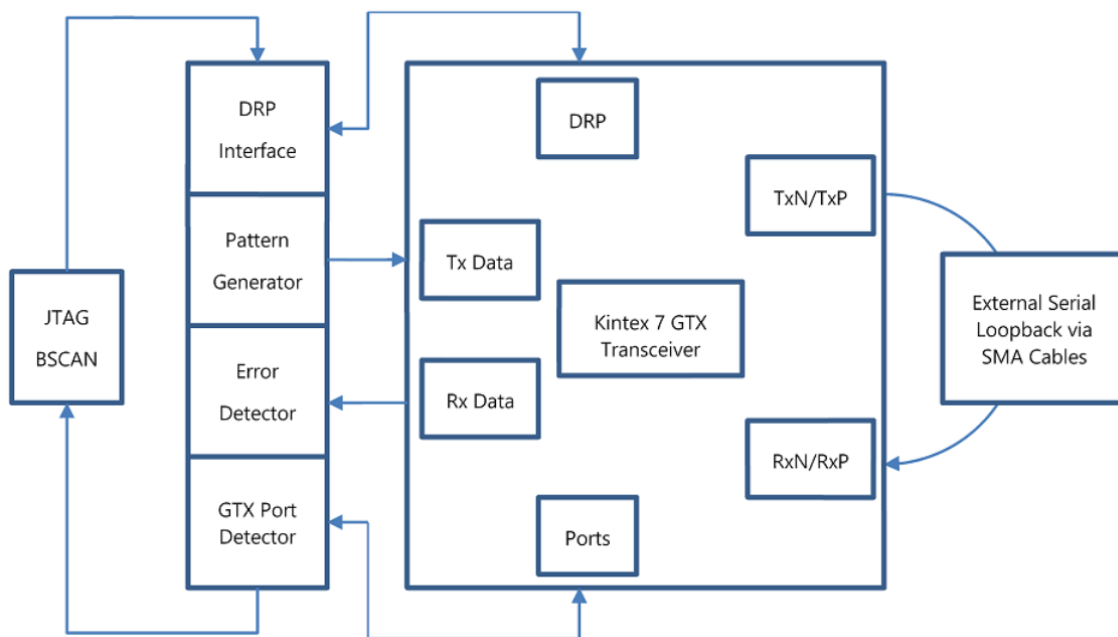 DRP
Interface
Pattern
Generator
Error
Detector
GTX Port
Detector
JTAG
BSCAN
DRP
Tx Data
Rx Data
Ports
Kintex 7 GTX
Transceiver
TxN/TxP
RxN/RxP
External Serial
Loopback via
SMA Cables